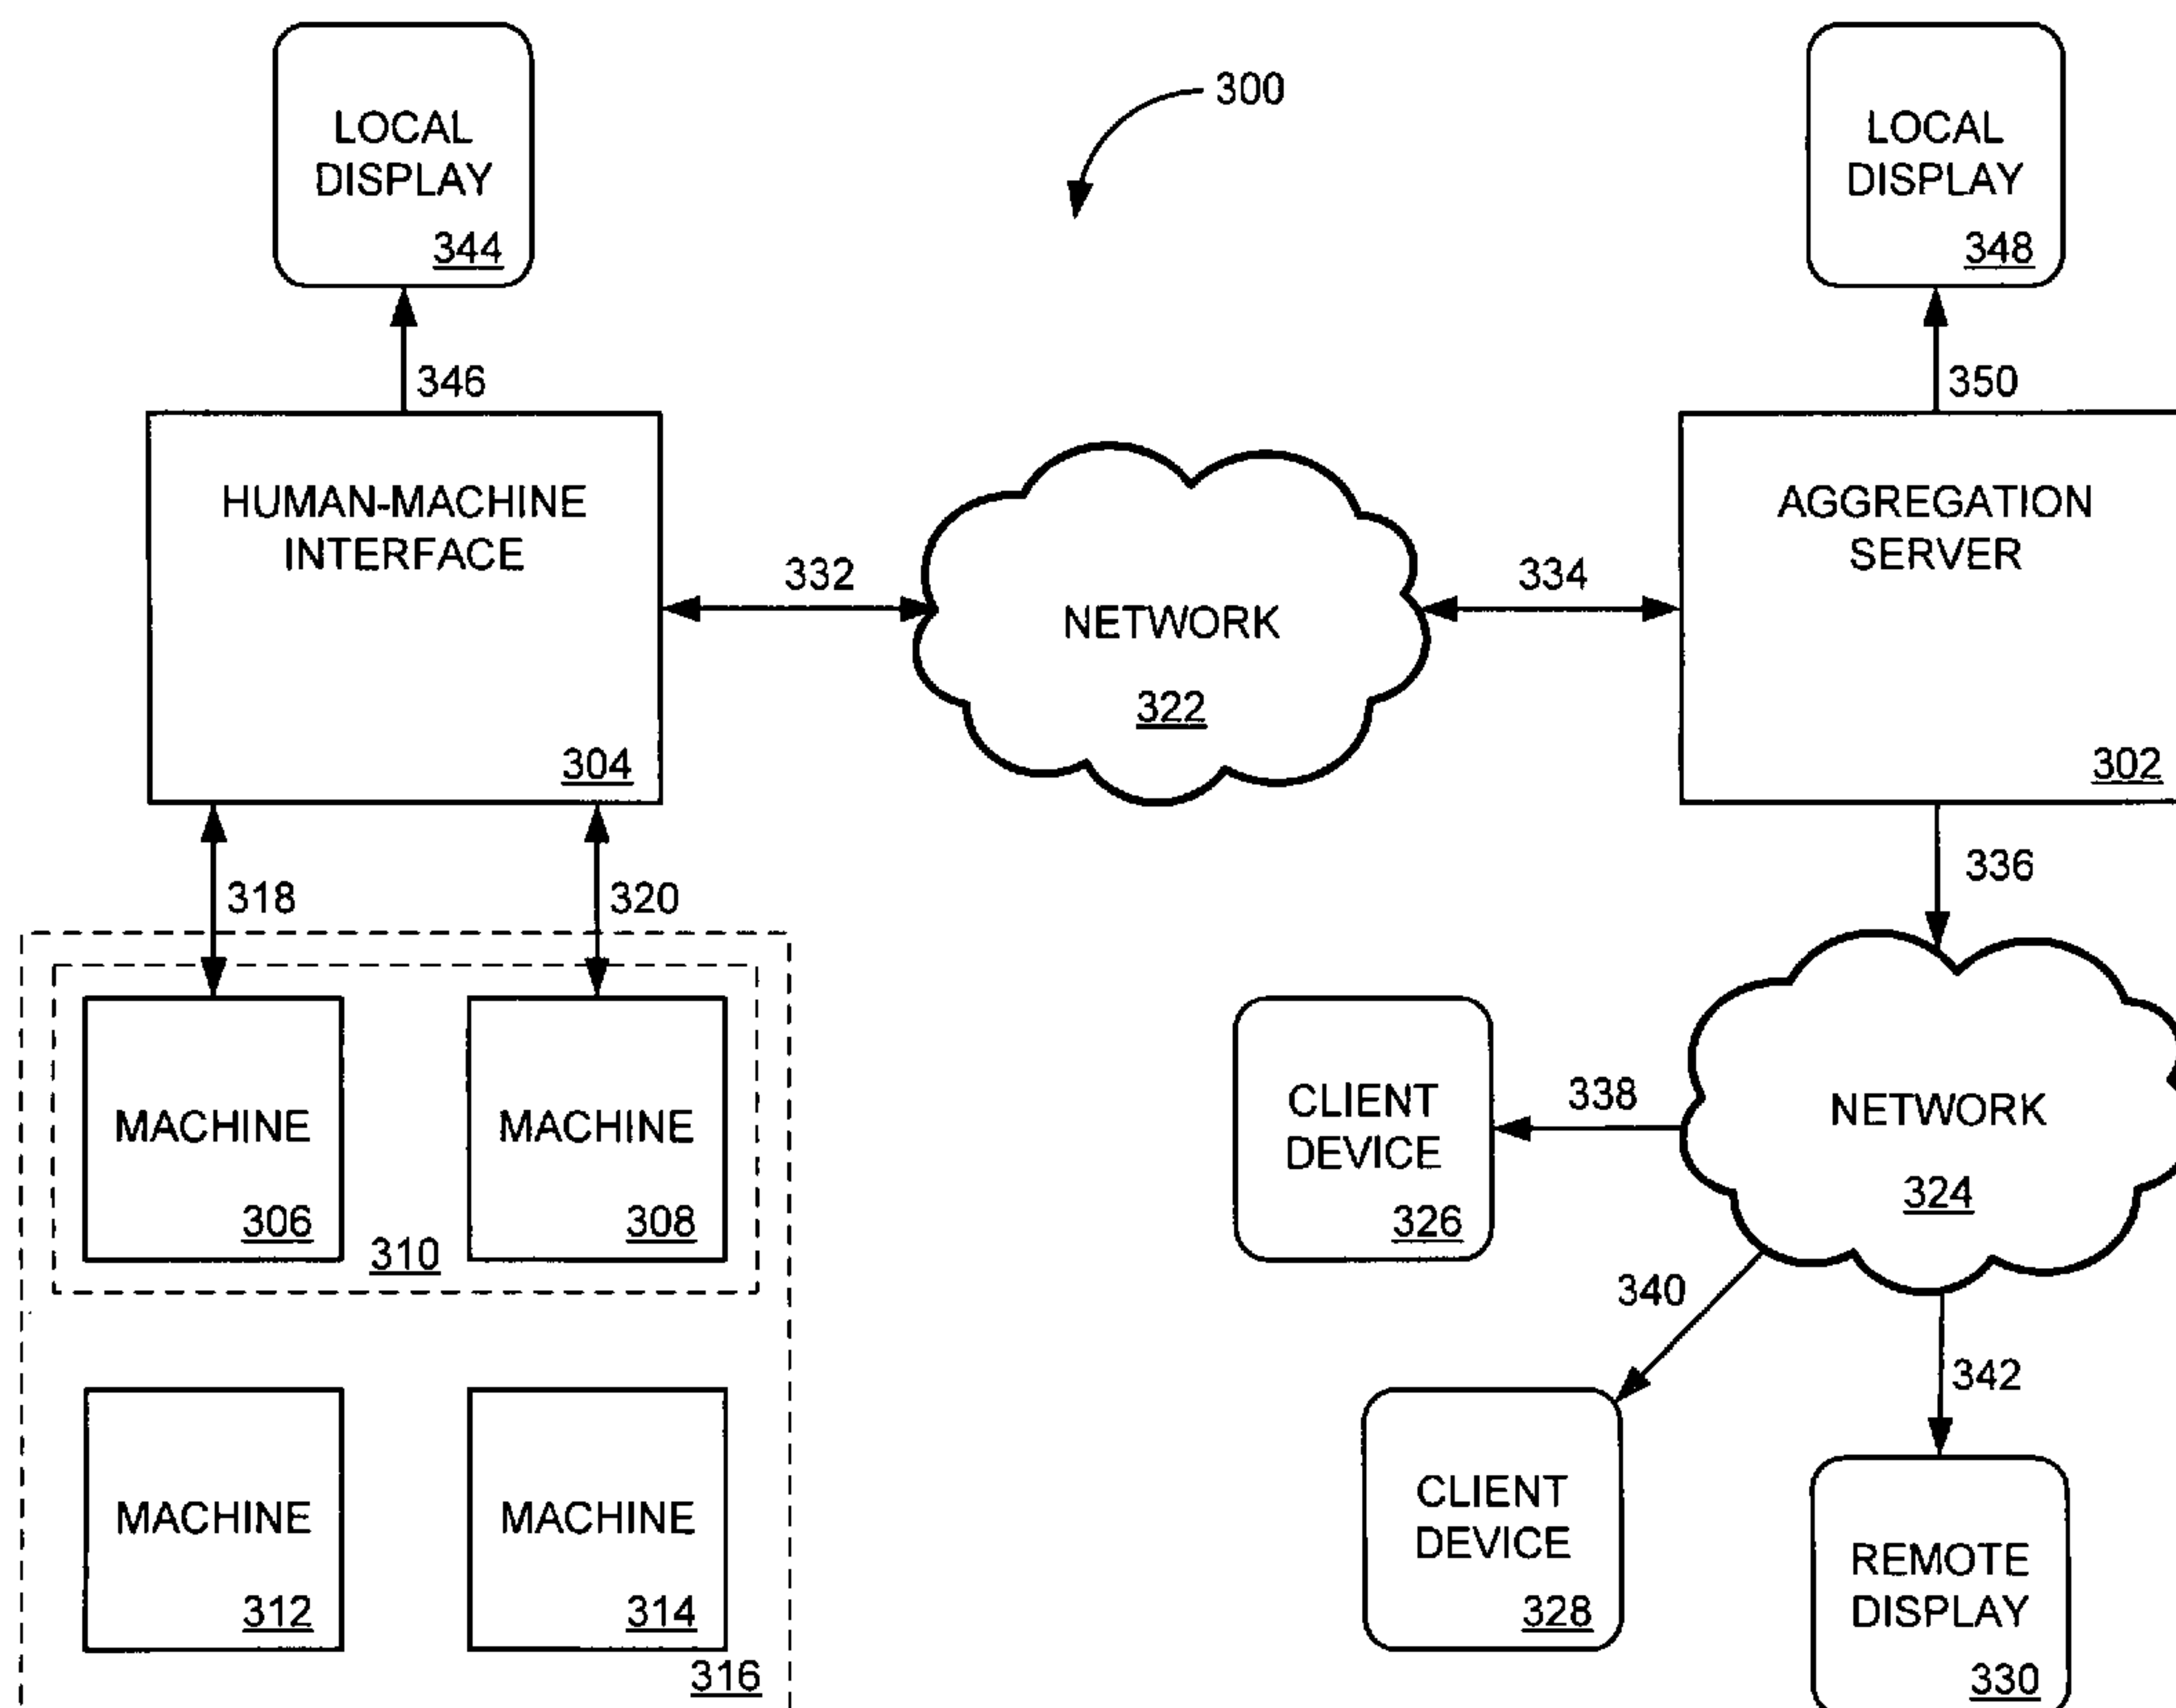 300
LOCAL
DISPLAY
344
LOCAL
DISPLAY
348
346
350
HUMAN-MACHINE
INTERFACE
304
332
NETWORK
322
334
AGGREGATION
SERVER
302
318
320
336
MACHINE
306
MACHINE
308
310
MACHINE
312
MACHINE
314
316
NETWORK
324
338
CLIENT
DEVICE
326
340
CLIENT
DEVICE
328
342
REMOTE
DISPLAY
330